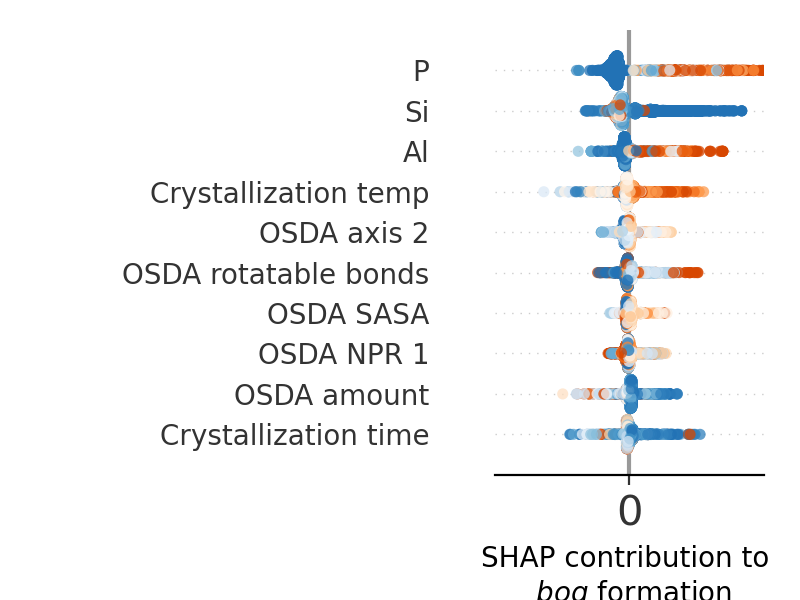 P
Si
Al
Crystallization temp
OSDA axis 2
OSDA rotatable bonds
OSDA SASA
OSDA NPR 1
OSDA amount
Crystallization time
0
SHAP contribution to
bog formation